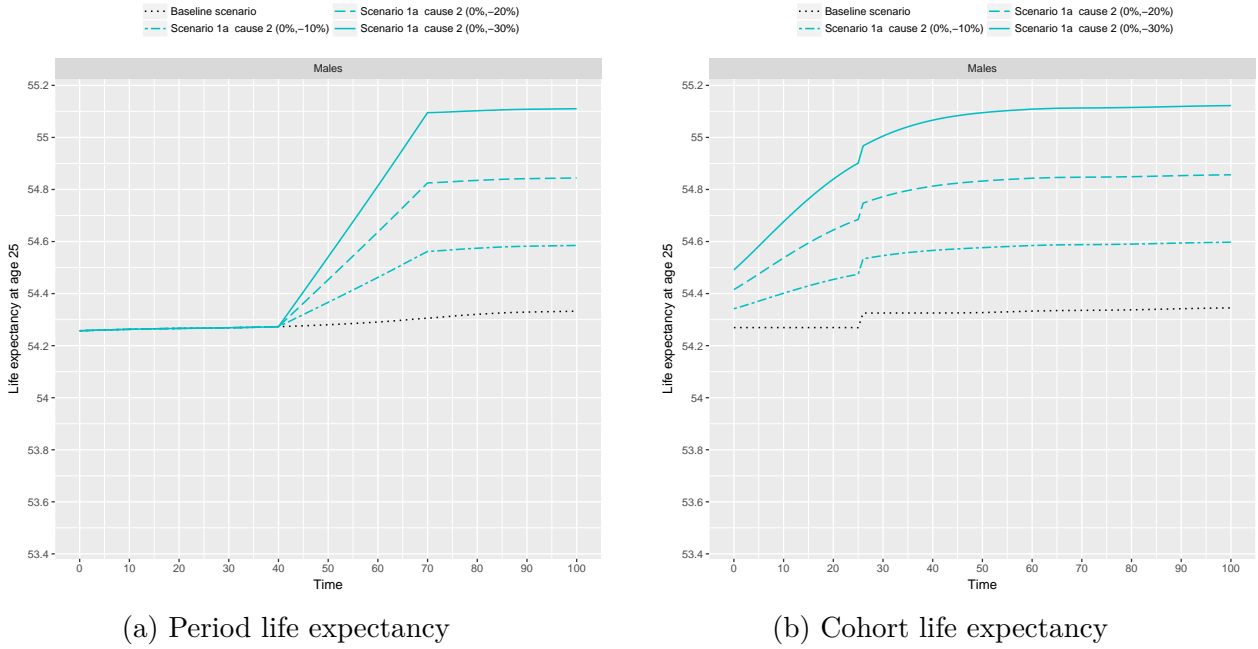 Baseline scenario
Scenario 1a cause 2 (0%,−20%)
Scenario 1a cause 2 (0%,−10%)
Scenario 1a cause 2 (0%,−30%)
Males
Life expectancy at age 25
55.2
55
54.8
54.6
54.4
54.2
54
53.8
53.6
53.4
0 10 20 30 40 50 60 70 80 90 100
Time
(a) Period life expectancy
Baseline scenario
Scenario 1a cause 2 (0%,−20%)
Scenario 1a cause 2 (0%,−10%)
Scenario 1a cause 2 (0%,−30%)
Males
Life expectancy at age 25
55.2
55
54.8
54.6
54.4
54.2
54
53.8
53.6
53.4
0 10 20 30 40 50 60 70 80 90 100
Time
(b) Cohort life expectancy